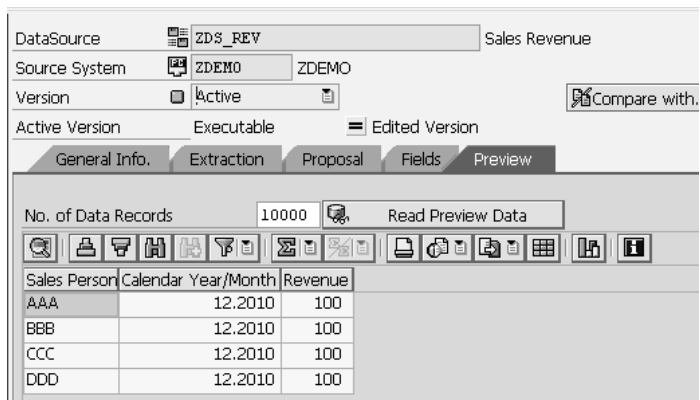 DataSource ZDS_REV Sales Revenue
Source System ZDEMO ZDEMO
Version Active Compare with.
Active Version Executable = Edited Version
General Info. Extraction Proposal Fields Preview
No. of Data Records 10000 Read Preview Data
Sales Person Calendar Year/Month Revenue
AAA 12.2010 100
BBB 12.2010 100
CCC 12.2010 100
DDD 12.2010 100